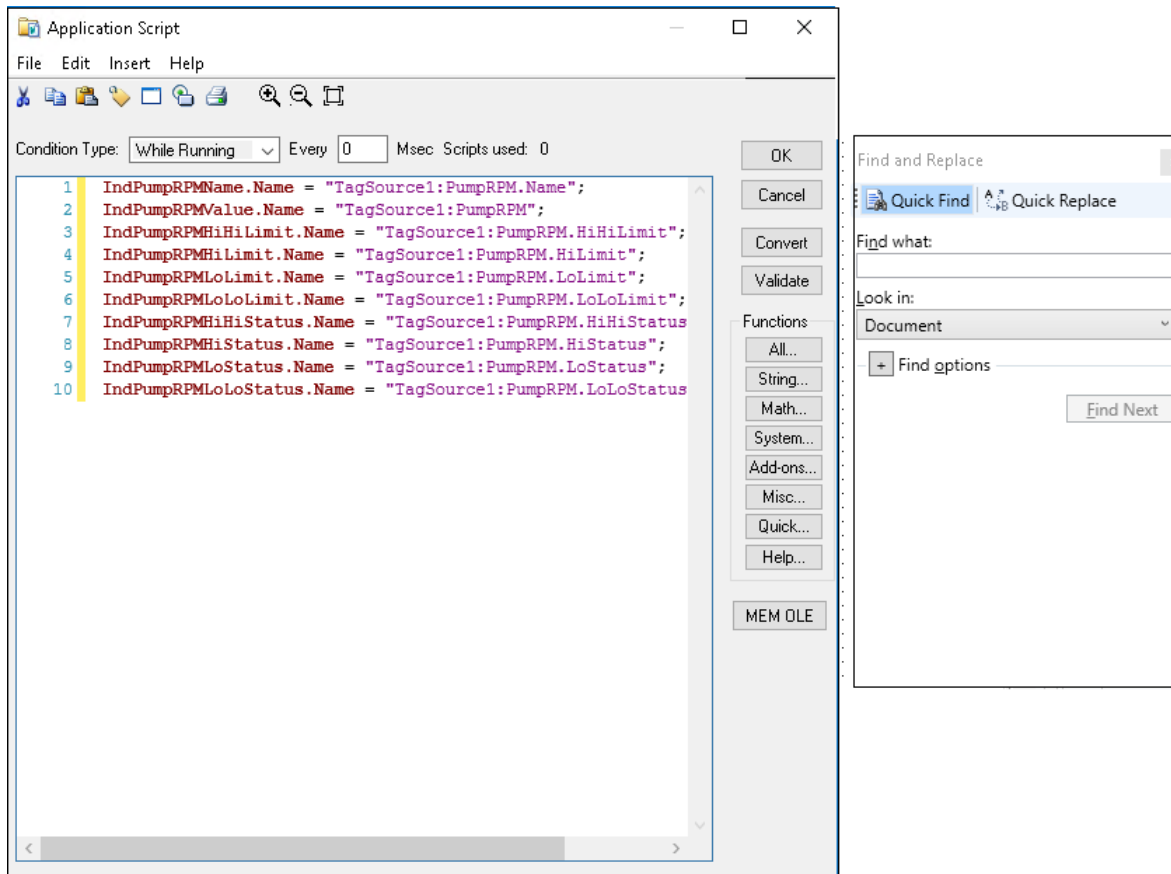 Application Script
File Edit Insert Help
Condition Type: While Running Every 0 Msec Scripts used: 0
1 IndPumpRPMName.Name = "TagSource1:PumpRPM.Name";
2 IndPumpRPMValue.Name = "TagSource1:PumpRPM";
3 IndPumpRPMHiHiLimit.Name = "TagSource1:PumpRPM.HiHiLimit";
4 IndPumpRPMHiLimit.Name = "TagSource1:PumpRPM.HiLimit";
5 IndPumpRPMLoLimit.Name = "TagSource1:PumpRPM.LoLimit";
6 IndPumpRPMLoLoLimit.Name = "TagSource1:PumpRPM.LoLoLimit";
7 IndPumpRPMHiHiStatus.Name = "TagSource1:PumpRPM.HiHiStatus
8 IndPumpRPMHiStatus.Name = "TagSource1:PumpRPM.HiStatus";
9 IndPumpRPMLoStatus.Name = "TagSource1:PumpRPM.LoStatus";
10 IndPumpRPMLoLoStatus.Name = "TagSource1:PumpRPM.LoLoStatus
OK
Cancel
Convert
Validate
Functions
All...
String...
Math...
System...
Add-ons...
Misc...
Quick...
Help...
MEM OLE
Find and Replace
Quick Find A B Quick Replace
Find what:
Look in:
Document
+ Find options
Find Next